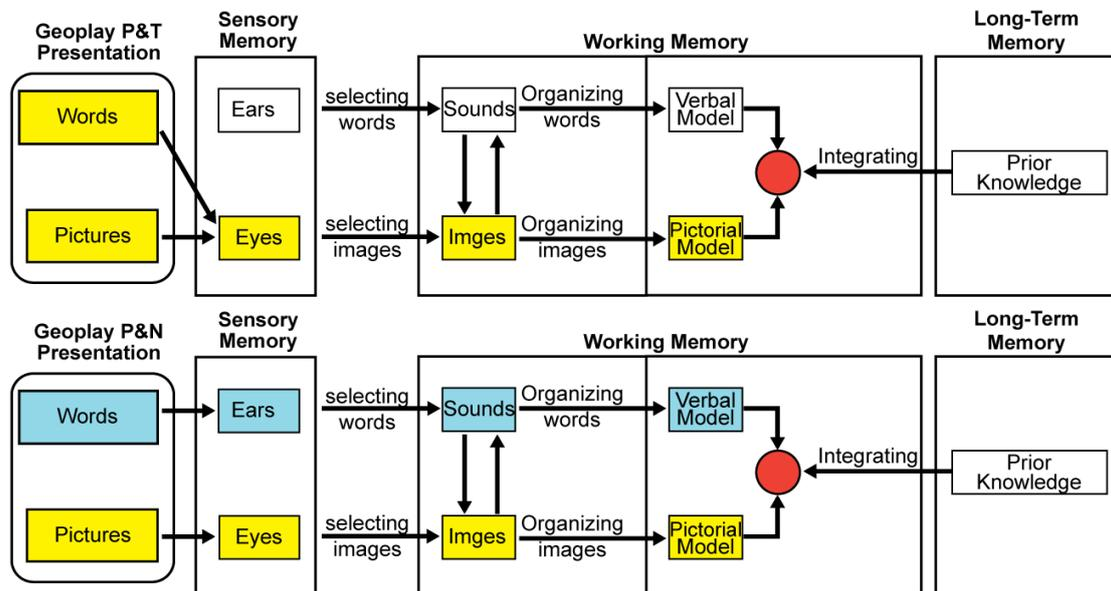 Geoplay P&T
Presentation
Sensory
Memory
Working Memory
Long-Term
Memory
Words
Pictures
Ears
Eyes
selecting
words
selecting
images
Sounds
Imges
Organizing
words
Organizing
images
Verbal
Model
Pictorial
Model
Integrating
Prior
Knowledge
Geoplay P&N
Presentation
Sensory
Memory
Working Memory
Long-Term
Memory
Words
Pictures
Ears
Eyes
selecting
words
selecting
images
Sounds
Imges
Organizing
words
Organizing
images
Verbal
Model
Pictorial
Model
Integrating
Prior
Knowledge